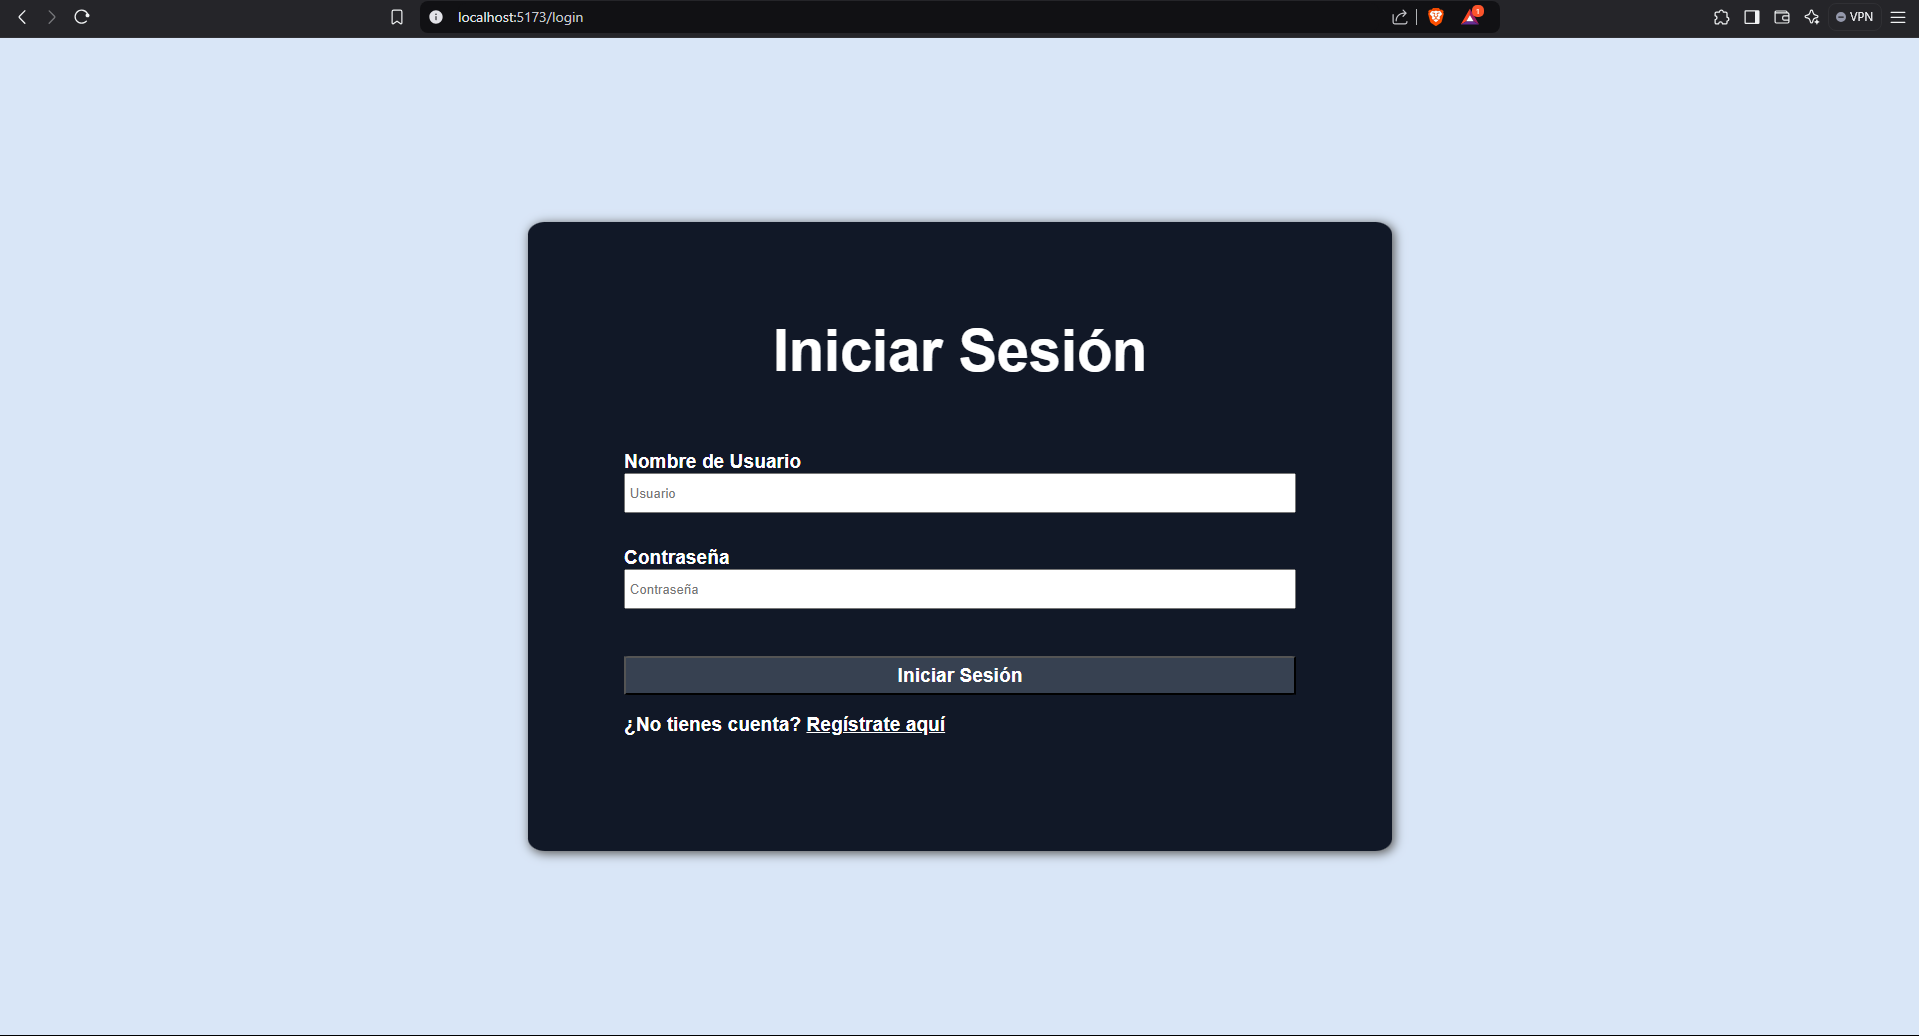 localhost:5173/login
1
VPN
Iniciar Sesión
Nombre de Usuario
Usuario
Contraseña
Contraseña
Iniciar Sesión
¿No tienes cuenta? Regístrate aquí